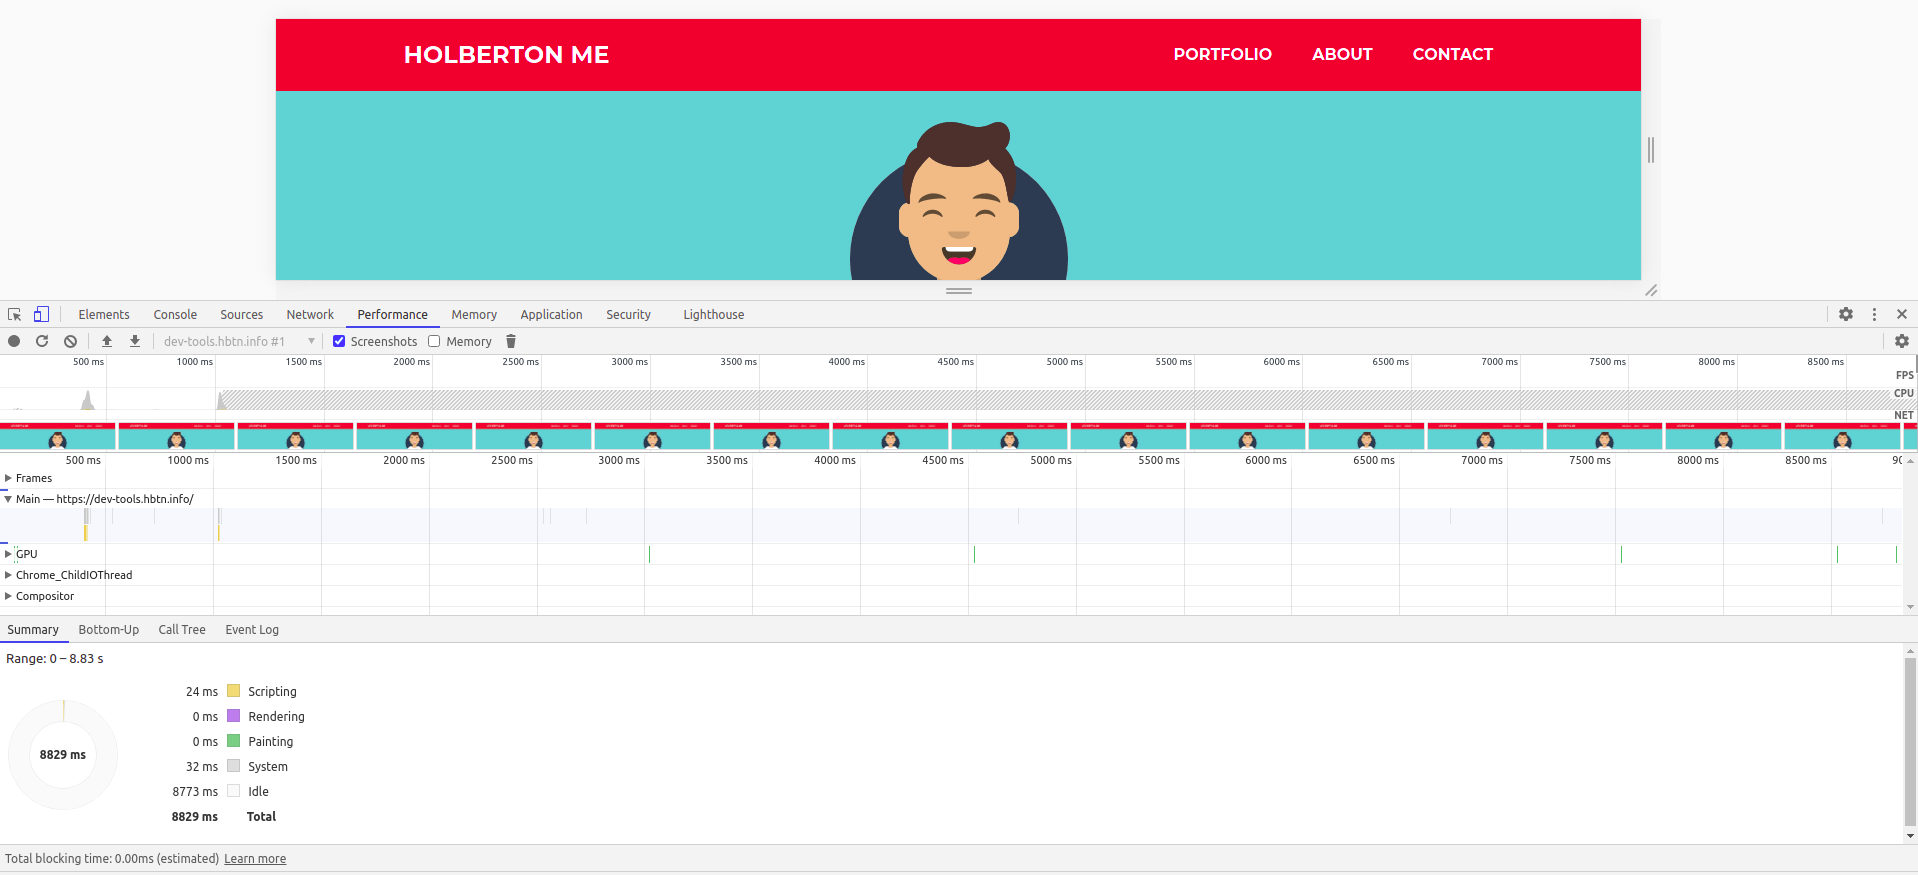 HOLBERTON ME PORTFOLIO ABOUT CONTACT
Elements Console Sources Network Performance Memory Application Security Lighthouse
dev-tools.hbtn.info #1 Screenshots Memory
500 ms 1000 ms 1500 ms 2000 ms 2500 ms 3000 ms 3500 ms 4000 ms 4500 ms 5000 ms 5500 ms 6000 ms 6500 ms 7000 ms 7500 ms 8000 ms 8500 ms
FPS
CPU
NET
500 ms 1000 ms 1500 ms 2000 ms 2500 ms 3000 ms 3500 ms 4000 ms 4500 ms 5000 ms 5500 ms 6000 ms 6500 ms 7000 ms 7500 ms 8000 ms 8500 ms
Frames
Main — https://dev-tools.hbtn.info/
GPU
Chrome_ChildIOThread
Compositor
Summary Bottom-Up Call Tree Event Log
Range: 0 – 8.83 s
24 ms Scripting
0 ms Rendering
8829 ms
0 ms Painting
32 ms System
8773 ms Idle
8829 ms Total
Total blocking time: 0.00ms (estimated) Learn more